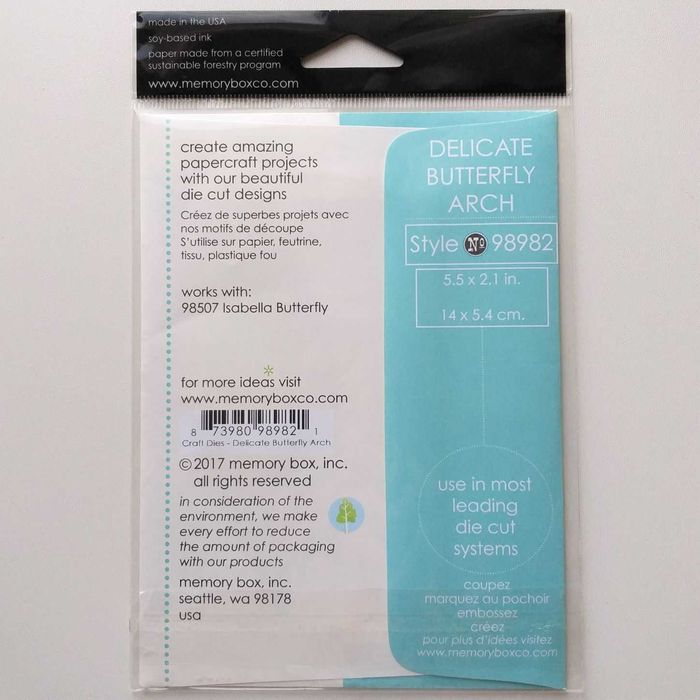 made in the USA
soy-based ink
paper made from a certified
sustainable forestry program
www.memoryboxco.com
create amazing
papercraft projects
with our beautiful
die cut designs
Créez de superbes projets avec
nos motifs de découpe
S'utilise sur papier, feutrine,
tissu, plastique fou
works with:
98507 Isabella Butterfly
for more ideas visit
www.memoryboxco.com
8 73980 98982 1
Craft Dies - Delicate Butterfly Arch
©2017 memory box, inc.
all rights reserved
in consideration of the
environment, we make
every effort to reduce
the amount of packaging
with our products
memory box, inc.
seattle, wa 98178
usa
DELICATE
BUTTERFLY
ARCH
Style No 98982
5.5 x 2.1 in.
14 x 5.4 cm.
use in most
leading
die cut
systems
coupez
marquez au pochoir
embossez
créez
pour plus d'idées visitez
www.memoryboxco.com